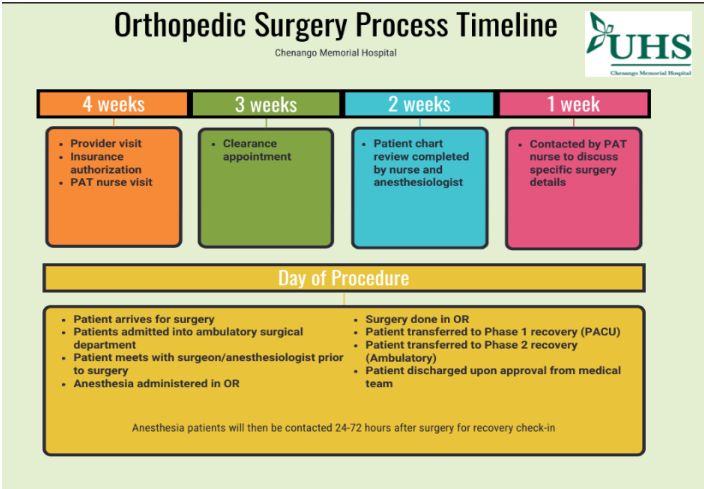 Orthopedic Surgery Process Timeline
Chenango Memorial Hospital
UHS
Chenango Memorial Hospital
4 weeks
3 weeks
2 weeks
1 week
• Provider visit
• Insurance
authorization
• PAT nurse visit
• Clearance
appointment
• Patient chart
review completed
by nurse and
anesthesiologist
• Contacted by PAT
nurse to discuss
specific surgery
details
Day of Procedure
• Patient arrives for surgery
• Patients admitted into ambulatory surgical
department
• Patient meets with surgeon/anesthesiologist prior
to surgery
• Anesthesia administered in OR
• Surgery done in OR
• Patient transferred to Phase 1 recovery (PACU)
• Patient transferred to Phase 2 recovery
(Ambulatory)
• Patient discharged upon approval from medical
team
Anesthesia patients will then be contacted 24-72 hours after surgery for recovery check-in